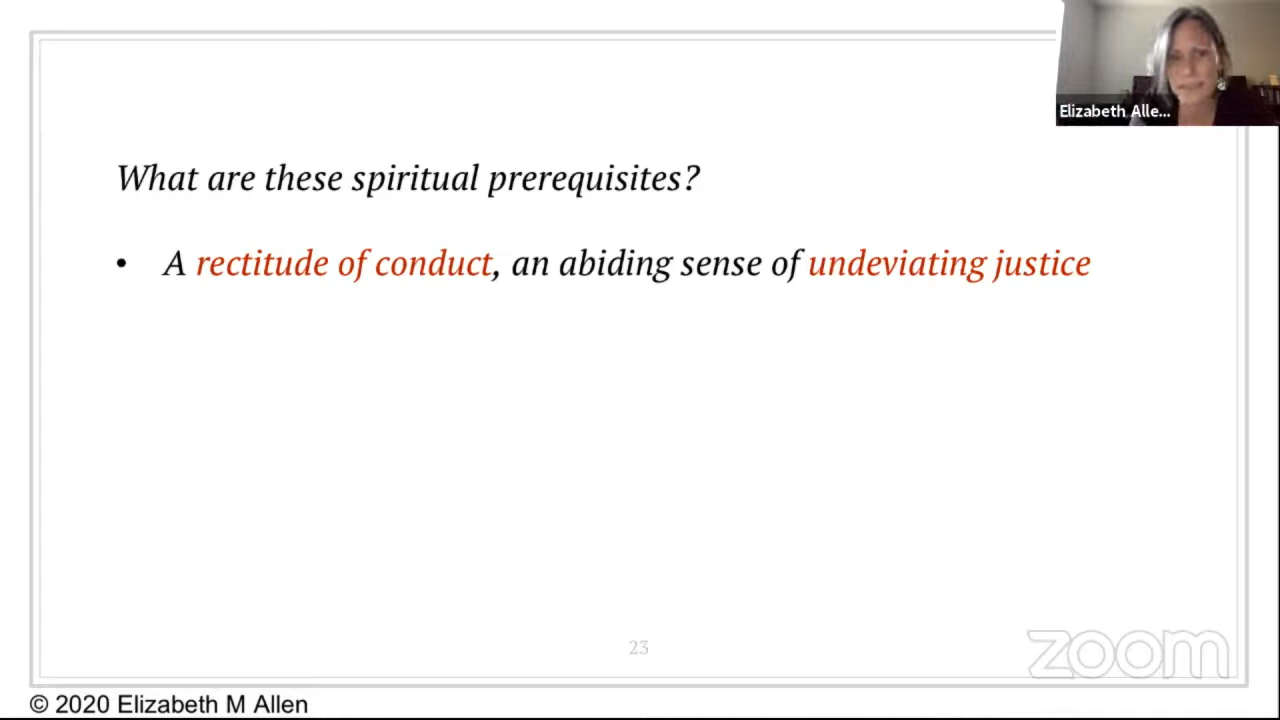 Elizabeth Alle...
What are these spiritual prerequisites?
• A rectitude of conduct, an abiding sense of undeviating justice
23
zoom
© 2020 Elizabeth M Allen